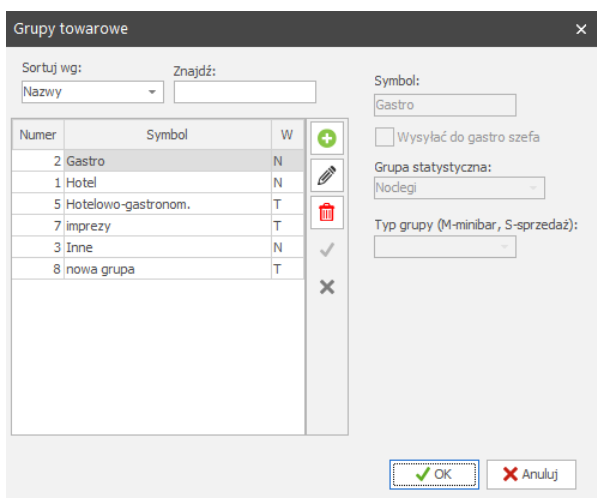 Grupy towarowe
Sortuj wg:
Znajdź:
Nazwy
Numer Symbol W
2 Gastro N
1 Hotel N
5 Hotelowo-gastronom. T
7 imprezy T
3 Inne N
8 nowa grupa T
Symbol:
Gastro
Wysyłać do gastro szefa
Grupa statystyczna:
Noclegi
Typ grupy (M-minibar, S-sprzedaż):
OK
Anuluj